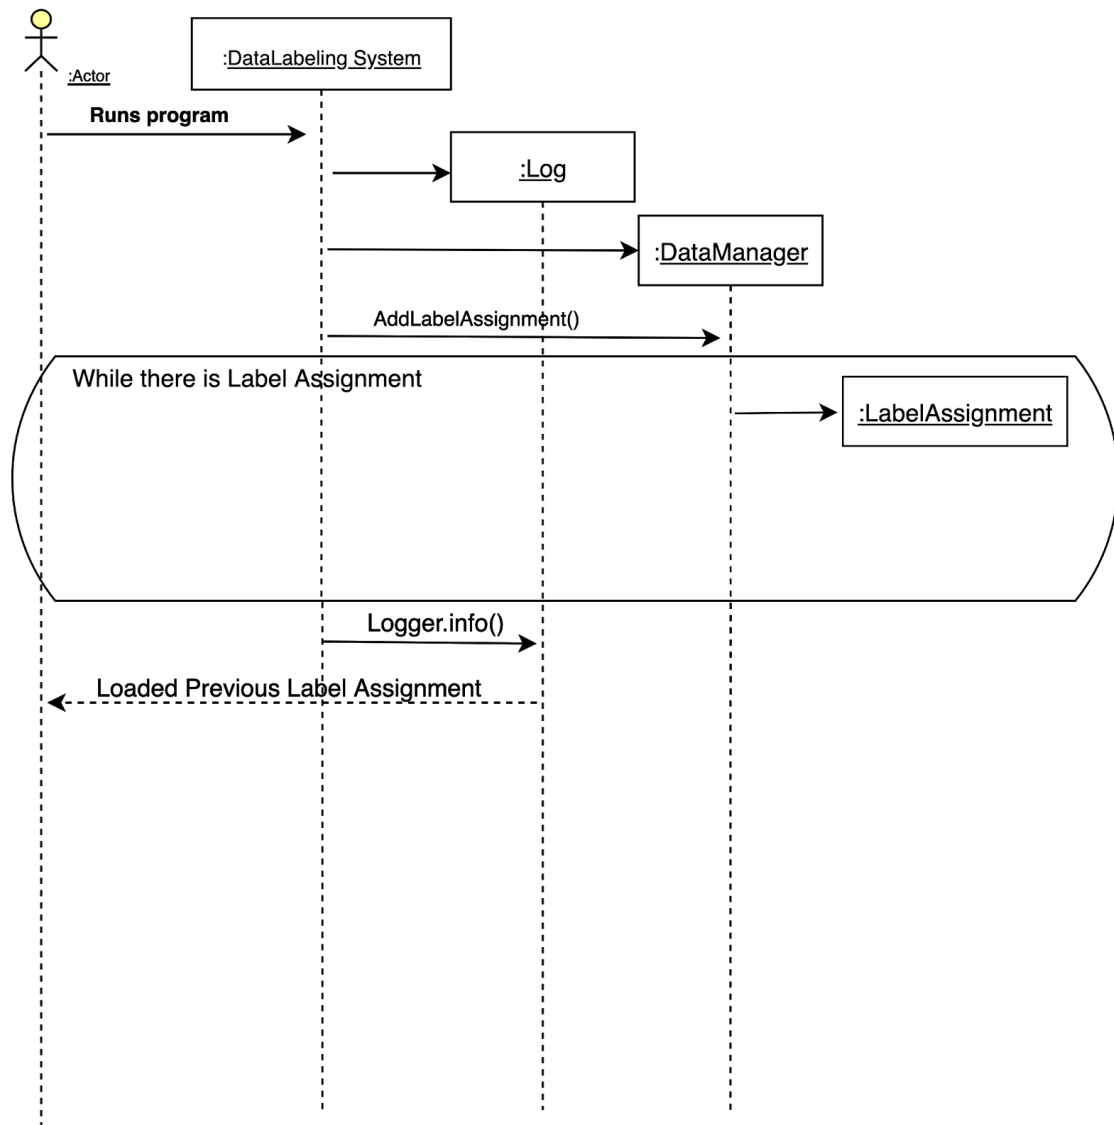 :DataLabeling System
:Actor
Runs program
:Log
:DataManager
AddLabelAssignment()
While there is Label Assignment
:LabelAssignment
Logger.info()
Loaded Previous Label Assignment